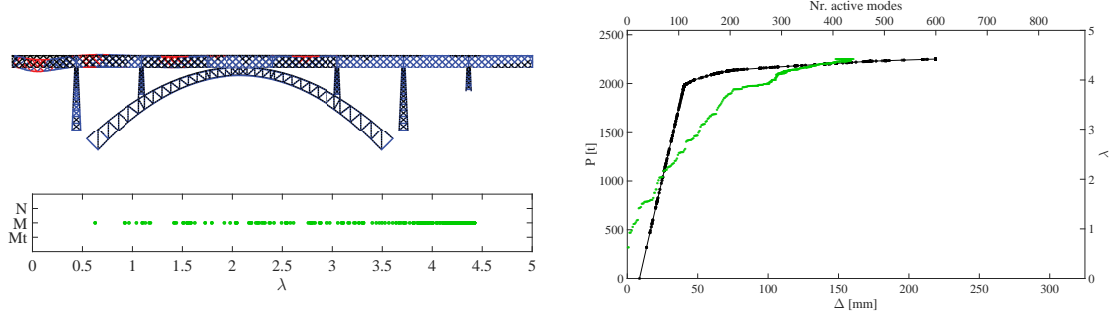 N
M
Mt
0 0.5 1 1.5 2 2.5 3 3.5 4 4.5 5
λ
Nr. active modes
0 100 200 300 400 500 600 700 800
2500
2000
1500
1000
500
0
P [t]
5
4
3
2
1
0
λ
0 50 100 150 200 250 300
Δ [mm]